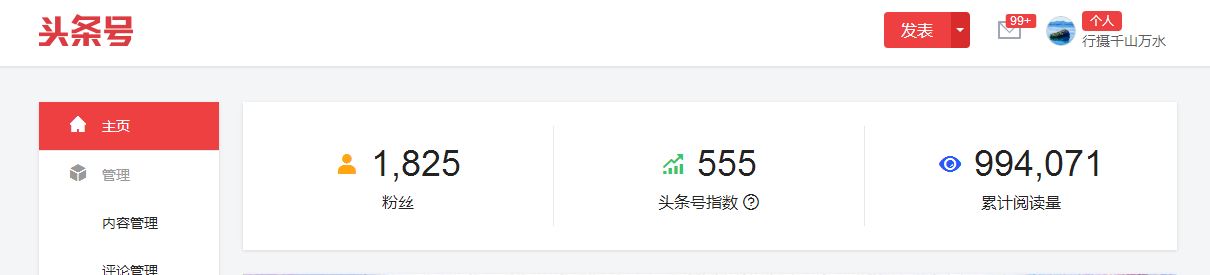 头条号
发表
99+
个人
行摄千山万水
主页
管理
内容管理
评论管理
1,825
粉丝
555
头条号指数
994,071
累计阅读量